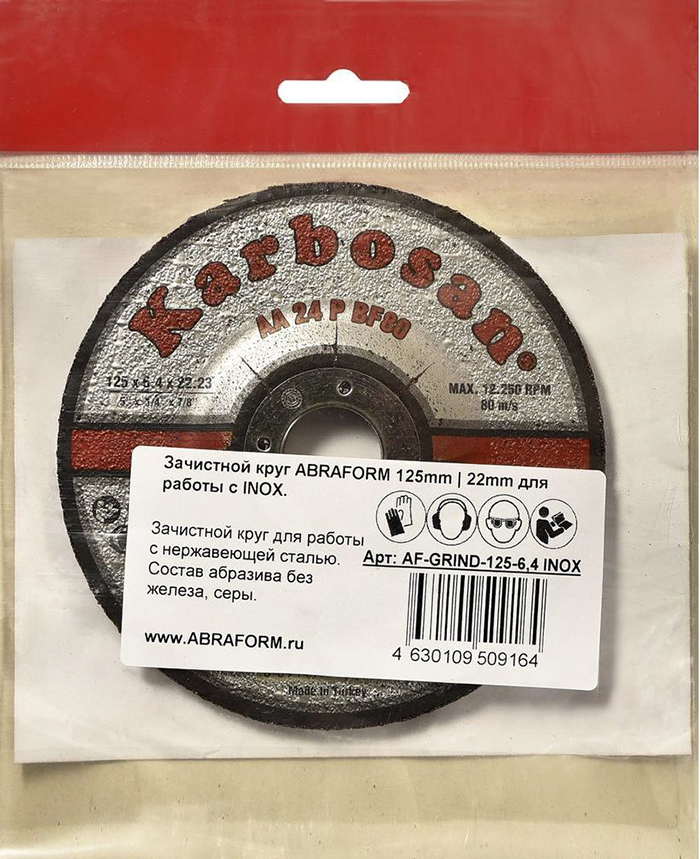 Karbosan
AA 24 P BF80
125 x 6,4 x 22.23
5" x 1/4" x 7/8"
MAX. 12.250 RPM
80 m/s
Зачистной круг ABRAFORM 125mm | 22mm для
работы с INOX.
Зачистной круг для работы
с нержавеющей сталью.
Состав абразива без
железа, серы.
Арт: AF-GRIND-125-6,4 INOX
www.ABRAFORM.ru
4 630109 509164
Made in Turkey